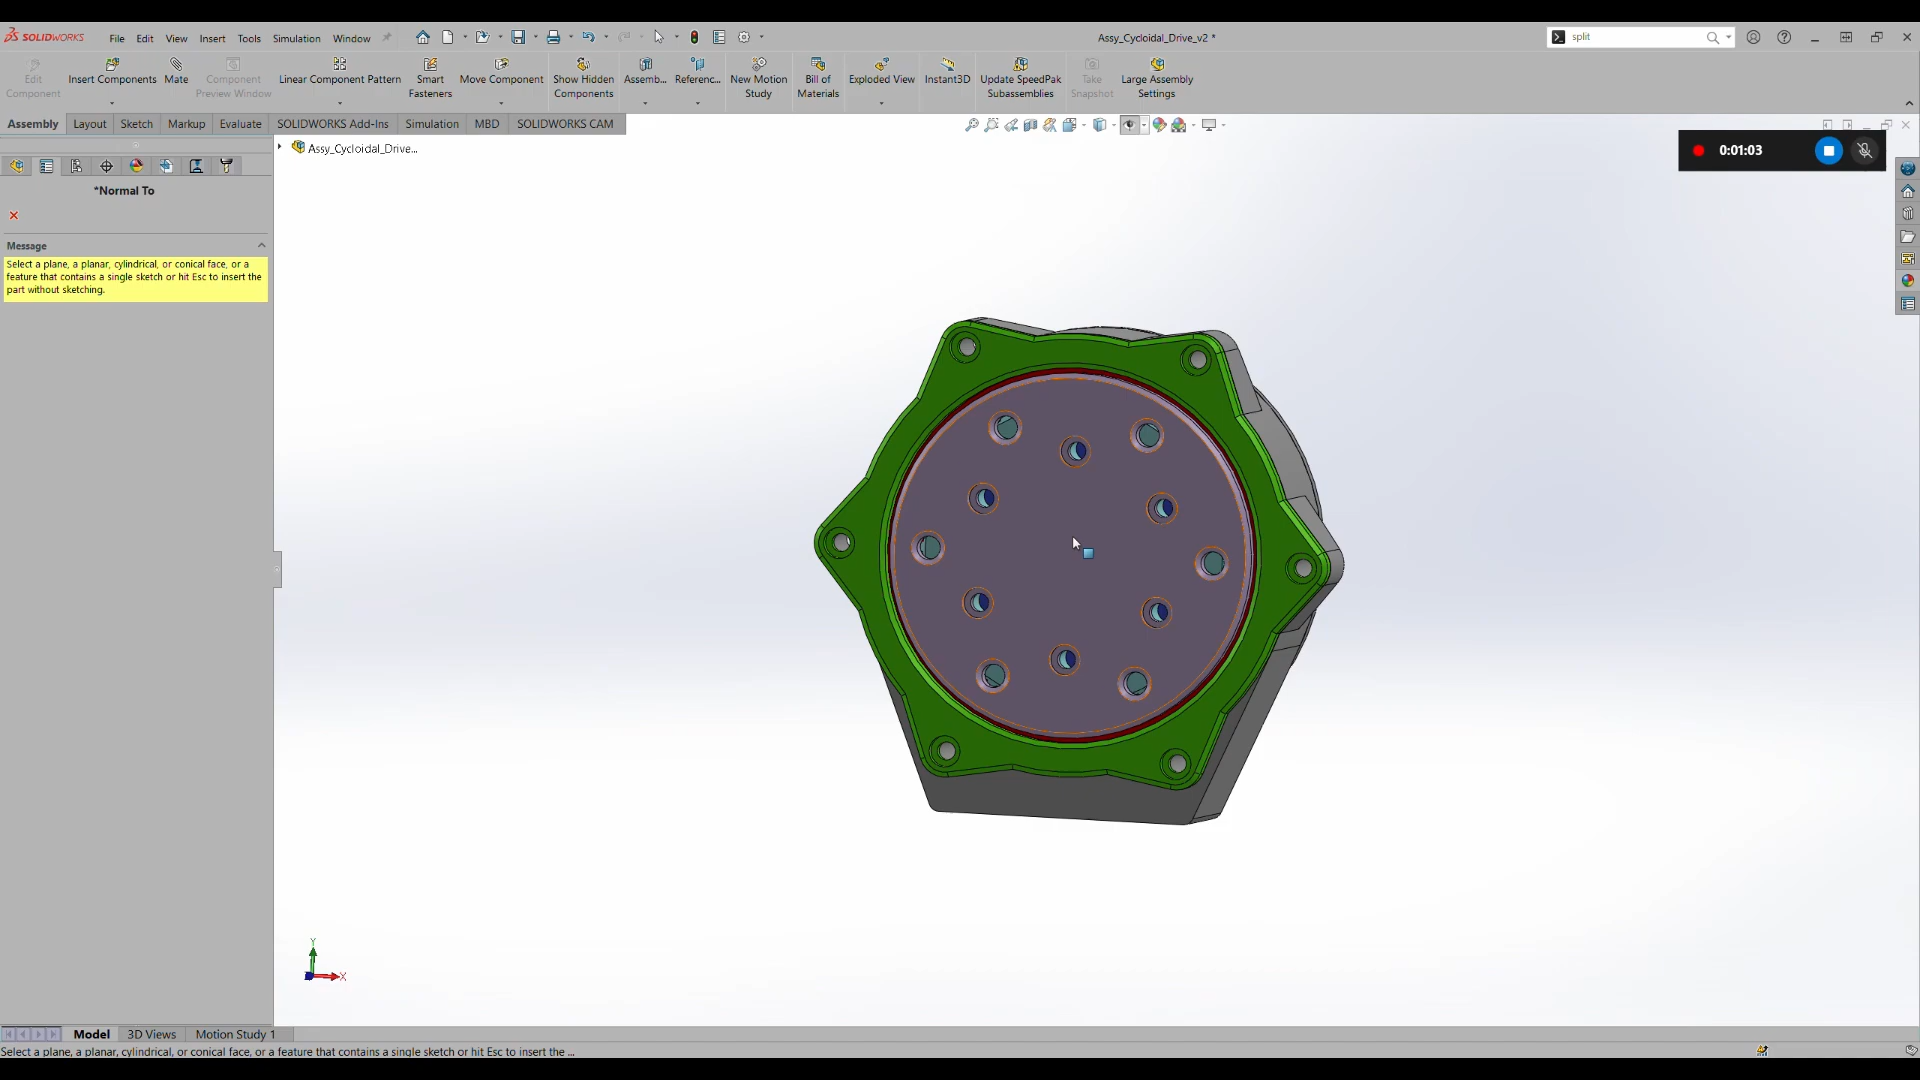 SOLIDWORKS File Edit View Insert Tools Simulation Window Assy_Cycloidal_Drive_v2 * split
Edit Component
Insert Components
Mate
Component Preview Window
Linear Component Pattern
Smart Fasteners
Move Component
Show Hidden Components
Assemb...
Referenc...
New Motion Study
Bill of Materials
Exploded View
Instant3D
Update SpeedPak Subassemblies
Take Snapshot
Large Assembly Settings
Assembly Layout Sketch Markup Evaluate SOLIDWORKS Add-Ins Simulation MBD SOLIDWORKS CAM
Assy_Cycloidal_Drive...
0:01:03
*Normal To
Message
Select a plane, a planar, cylindrical, or conical face, or a
feature that contains a single sketch or hit Esc to insert the
part without sketching.
Y
X
Model 3D Views Motion Study 1
Select a plane, a planar, cylindrical, or conical face, or a feature that contains a single sketch or hit Esc to insert the ...